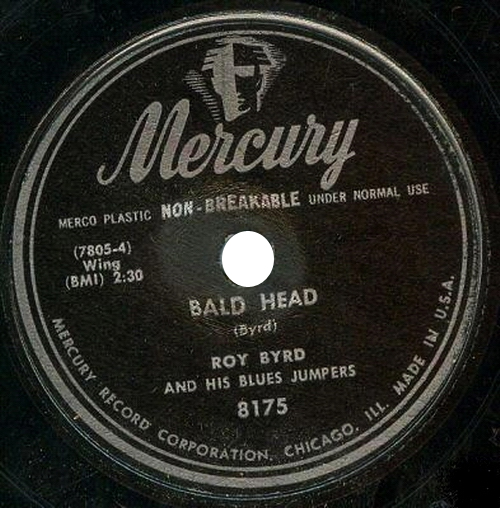 Mercury
MERCO PLASTIC NON-BREAKABLE UNDER NORMAL USE
(7805-4)
Wing
(BMI) 2:30
BALD HEAD
(Byrd)
ROY BYRD
AND HIS BLUES JUMPERS
8175
MERCURY RECORD CORPORATION, CHICAGO, ILL. MADE IN U.S.A.